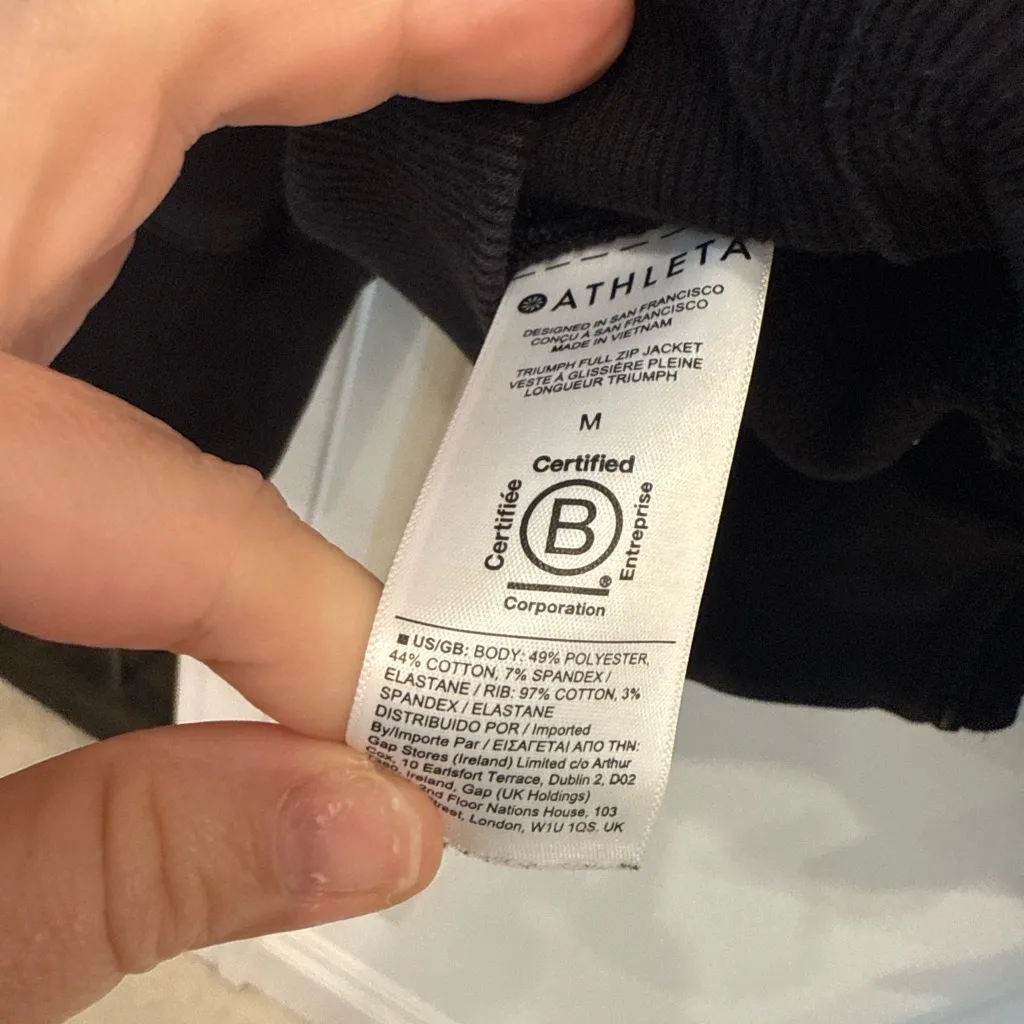 ATHLETA
DESIGNED IN SAN FRANCISCO
CONÇU À SAN FRANCISCO
MADE IN VIETNAM
TRIUMPH FULL ZIP JACKET
VESTE À GLISSIÈRE PLEINE
LONGUEUR TRIUMPH
M
Certified
Certifiée
B
Entreprise
®
Corporation
US/GB: BODY: 49% POLYESTER,
44% COTTON, 7% SPANDEX /
ELASTANE / RIB: 97% COTTON, 3%
SPANDEX / ELASTANE
DISTRIBUIDO POR / Imported
By/Importe Par / ΕΙΣΑΓΕΤΑΙ ΑΠΟ ΤΗΝ:
Gap Stores (Ireland) Limited c/o Arthur
Cox, 10 Earlsfort Terrace, Dublin 2, D02
Ireland, Gap (UK Holdings)
2nd Floor Nations House, 103
London, W1U 1QS. UK